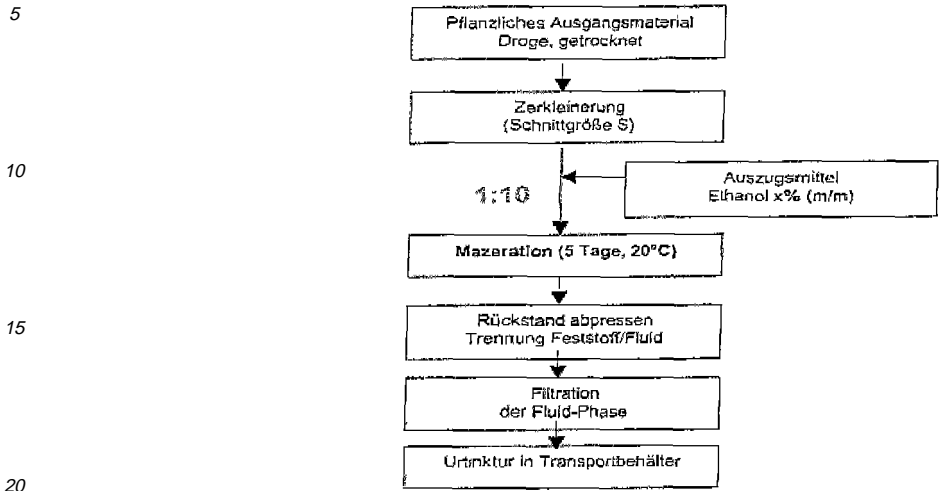 5
Pflanzliches Ausgangsmaterial
Droge, getrocknet
Zerkleinerung
(Schnittgröße S)
10
Auszugsmittel
Ethanol x% (m/m)
1:10
Mazeration (5 Tage, 20°C)
15
Rückstand abpressen
Trennung Feststoff/Fluid
Filtration
der Fluid-Phase
Urtinktur in Transportbehälter
20